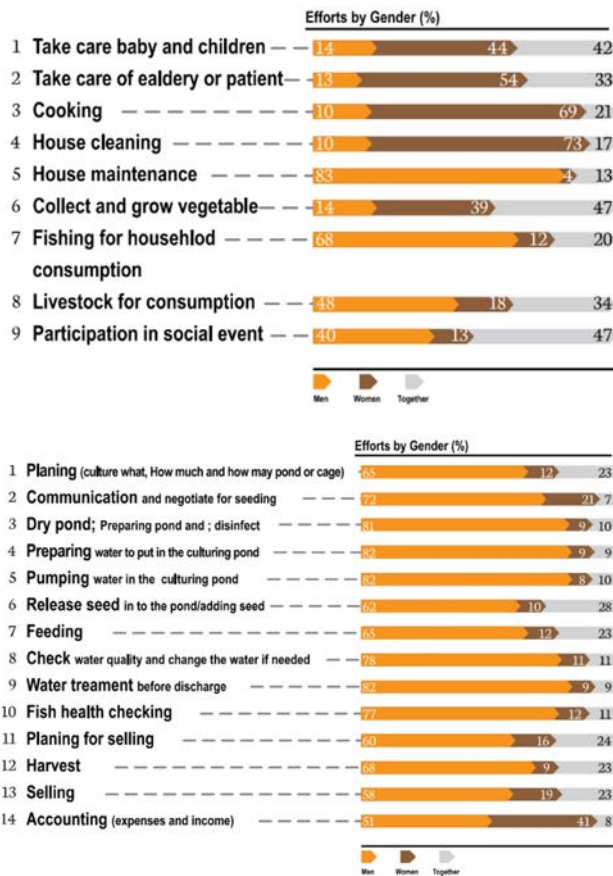 Efforts by Gender (%)
1 Take care baby and children 14 44 42
2 Take care of ealdery or patient 13 54 33
3 Cooking 10 69 21
4 House cleaning 10 73 17
5 House maintenance 83 4 13
6 Collect and grow vegetable 14 39 47
7 Fishing for househlod 68 12 20
consumption
8 Livestock for consumption 48 18 34
9 Participation in social event 40 13 47
Men Women Together
Efforts by Gender (%)
1 Planing (culture what, How much and how may pond or cage) 65 12 23
2 Communication and negotiate for seeding 72 21 7
3 Dry pond; Preparing pond and ; disinfect 81 9 10
4 Preparing water to put in the culturing pond 82 9 9
5 Pumping water in the culturing pond 82 8 10
6 Release seed in to the pond/adding seed 62 10 28
7 Feeding 65 12 23
8 Check water quality and change the water if needed 78 11 11
9 Water treament before discharge 82 9 9
10 Fish health checking 77 12 11
11 Planing for selling 60 16 24
12 Harvest 68 9 23
13 Selling 58 19 23
14 Accounting (expenses and income) 51 41 8
Men Women Together